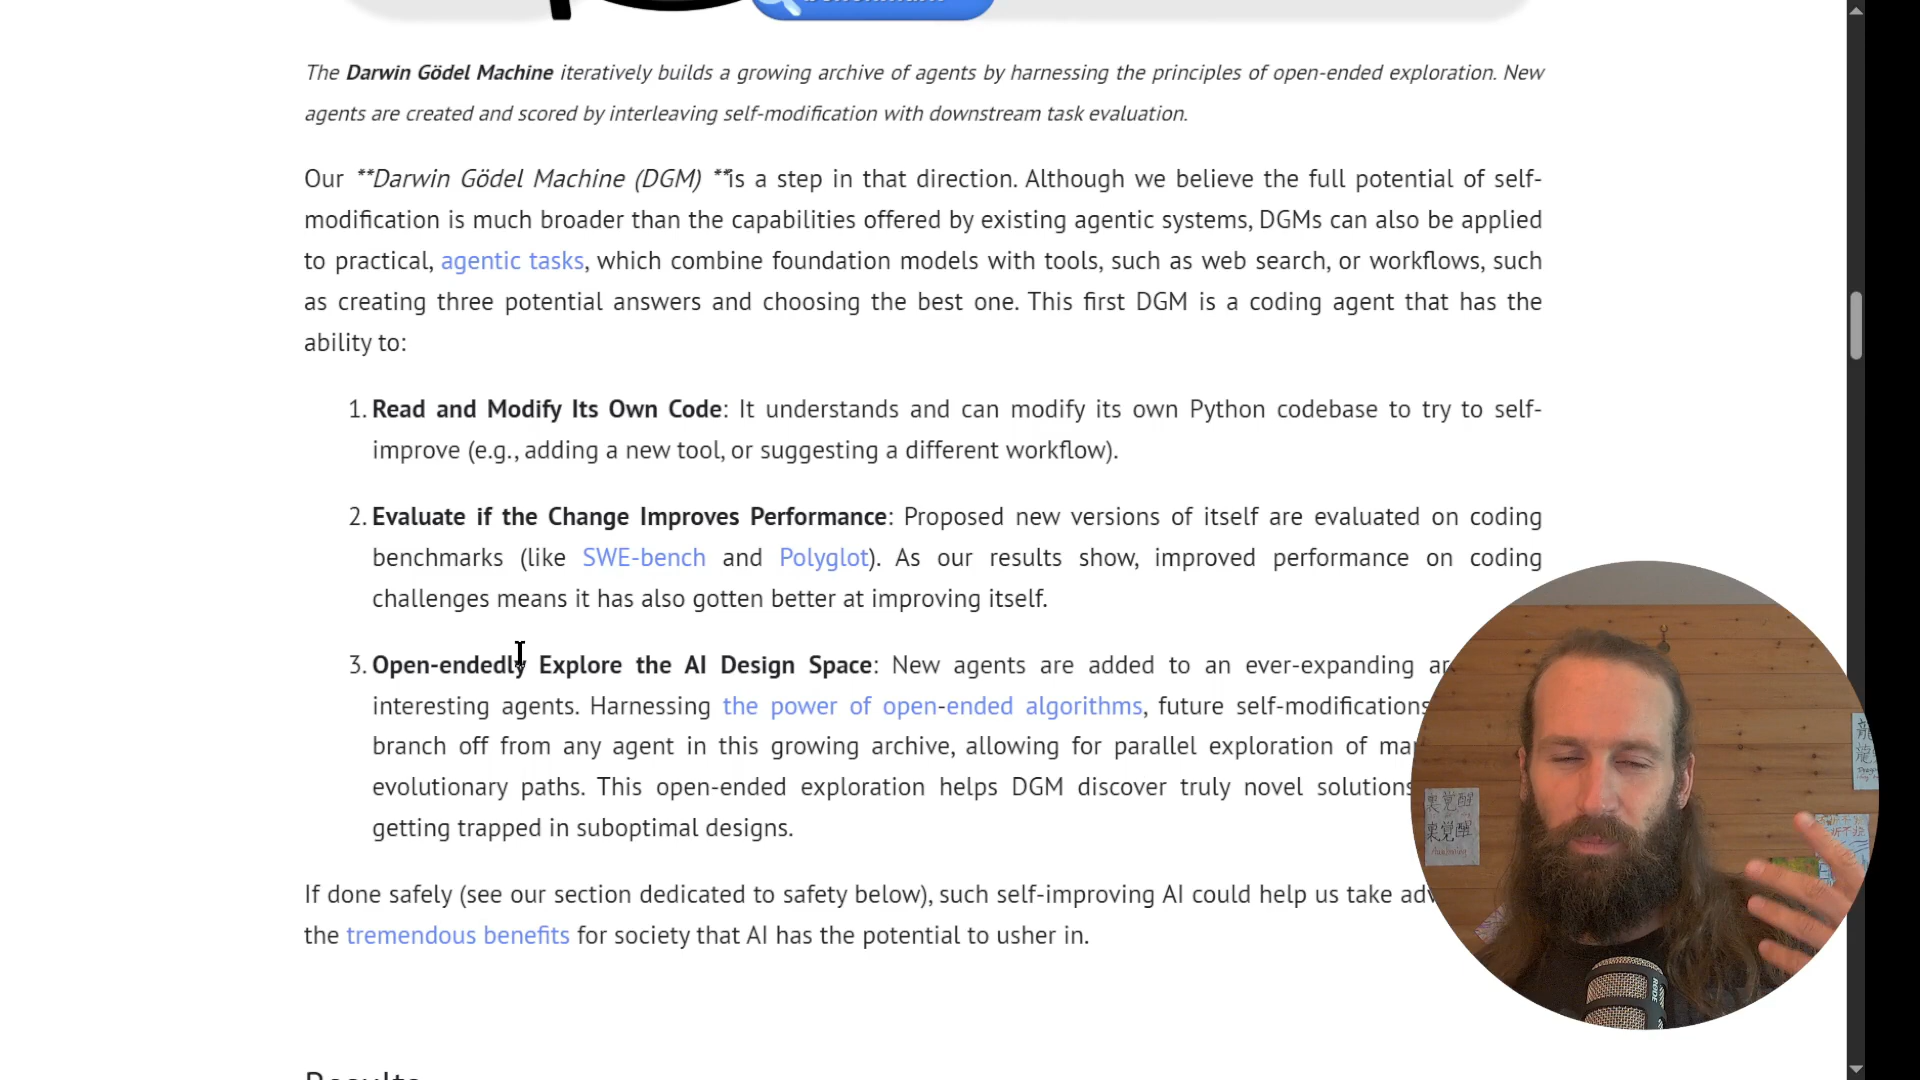 The Darwin Gödel Machine iteratively builds a growing archive of agents by harnessing the principles of open-ended exploration. New
agents are created and scored by interleaving self-modification with downstream task evaluation.
Our **Darwin Gödel Machine (DGM) **is a step in that direction. Although we believe the full potential of self-
modification is much broader than the capabilities offered by existing agentic systems, DGMs can also be applied
to practical, agentic tasks, which combine foundation models with tools, such as web search, or workflows, such
as creating three potential answers and choosing the best one. This first DGM is a coding agent that has the
ability to:
1. Read and Modify Its Own Code: It understands and can modify its own Python codebase to try to self-
improve (e.g., adding a new tool, or suggesting a different workflow).
2. Evaluate if the Change Improves Performance: Proposed new versions of itself are evaluated on coding
benchmarks (like SWE-bench and Polyglot). As our results show, improved performance on coding
challenges means it has also gotten better at improving itself.
3. Open-endedly Explore the AI Design Space: New agents are added to an ever-expanding
interesting agents. Harnessing the power of open-ended algorithms, future self-modifications
branch off from any agent in this growing archive, allowing for parallel exploration of
evolutionary paths. This open-ended exploration helps DGM discover truly novel solutions
getting trapped in suboptimal designs.
If done safely (see our section dedicated to safety below), such self-improving AI could help us take
the tremendous benefits for society that AI has the potential to usher in.
Results
裏覚醒
裏覚醒
Awakening
RØDE